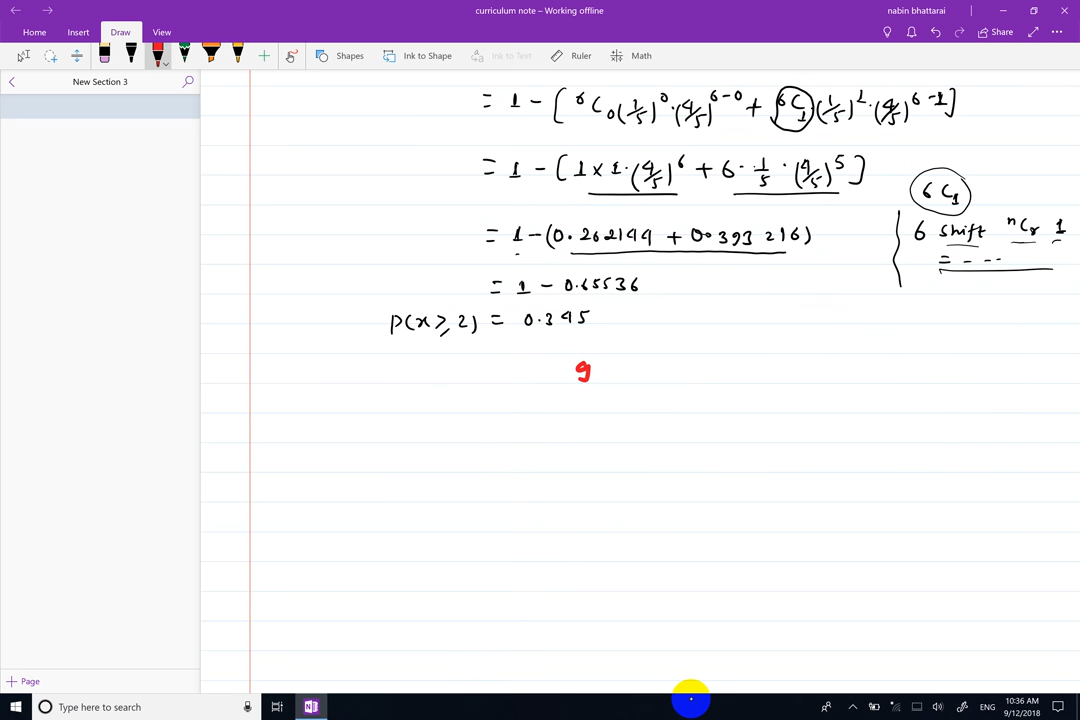 curriculum note – Working offline
nabin bhattarai
Home Insert Draw View
Share
Shapes Ink to Shape Ink to Text Ruler Math
New Section 3
= 1 - [ ⁶C₀(1/5)⁰·(4/5)⁶⁻⁰ + ⁶C₁(1/5)¹·(4/5)⁶⁻¹]
= 1 - [1×1·(4/5)⁶ + 6·1/5·(4/5)⁵]
6C₁
6 shift ⁿCr 1
= - ...
= 1-(0.262144 + 0.393216)
= 1 - 0.65536
p(x≥2) = 0.345
9
+ Page
Type here to search
ENG
10:36 AM
9/12/2018